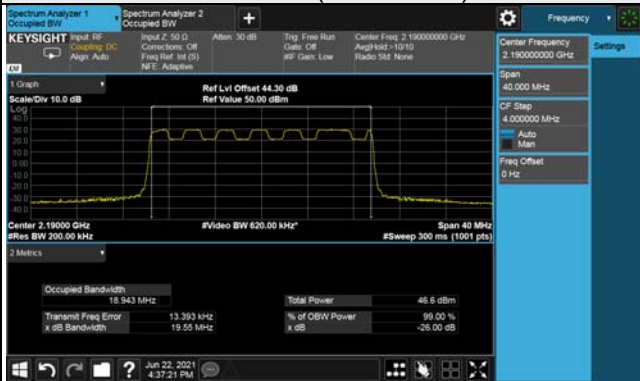 Spectrum Analyzer 1
Occupied BW
Spectrum Analyzer 2
Occupied BW
+
Frequency
KEYSIGHT
Input: RF
Coupling: DC
Align: Auto
Input Z: 50 Ω
Corrections: Off
Freq Ref: Int (S)
NFE: Adaptive
Atten: 30 dB
Trig: Free Run
Gate: Off
#IF Gain: Low
Center Freq: 2.190000000 GHz
Avg|Hold:>10/10
Radio Std: None
LXI
Center Frequency
2.190000000 GHz
Settings
Span
40.000 MHz
CF Step
4.000000 MHz
Auto
Man
Freq Offset
0 Hz
1 Graph
Scale/Div 10.0 dB
Ref Lvl Offset 44.30 dB
Ref Value 50.00 dBm
Log
40.0
30.0
20.0
10.0
0.00
-10.0
-20.0
-30.0
-40.0
Center 2.19000 GHz
#Res BW 200.00 kHz
#Video BW 620.00 kHz*
Span 40 MHz
#Sweep 300 ms (1001 pts)
2 Metrics
Occupied Bandwidth
18.943 MHz
Total Power 46.6 dBm
Transmit Freq Error 13.393 kHz
% of OBW Power 99.00 %
x dB Bandwidth 19.55 MHz
x dB -26.00 dB
?
Jun 22, 2021
4:37:21 PM